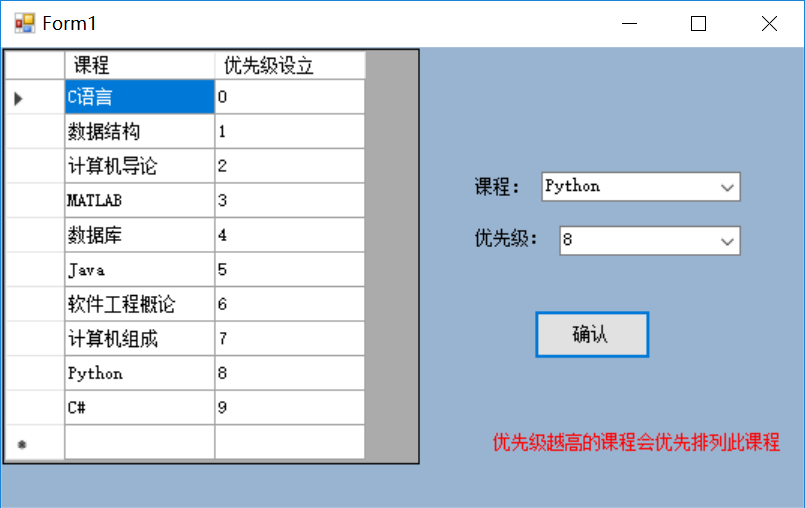 Form1
课程 优先级设立
C语言 0
数据结构 1
计算机导论 2
MATLAB 3
数据库 4
Java 5
软件工程概论 6
计算机组成 7
Python 8
C# 9
课程： Python
优先级： 8
确认
优先级越高的课程会优先排列此课程